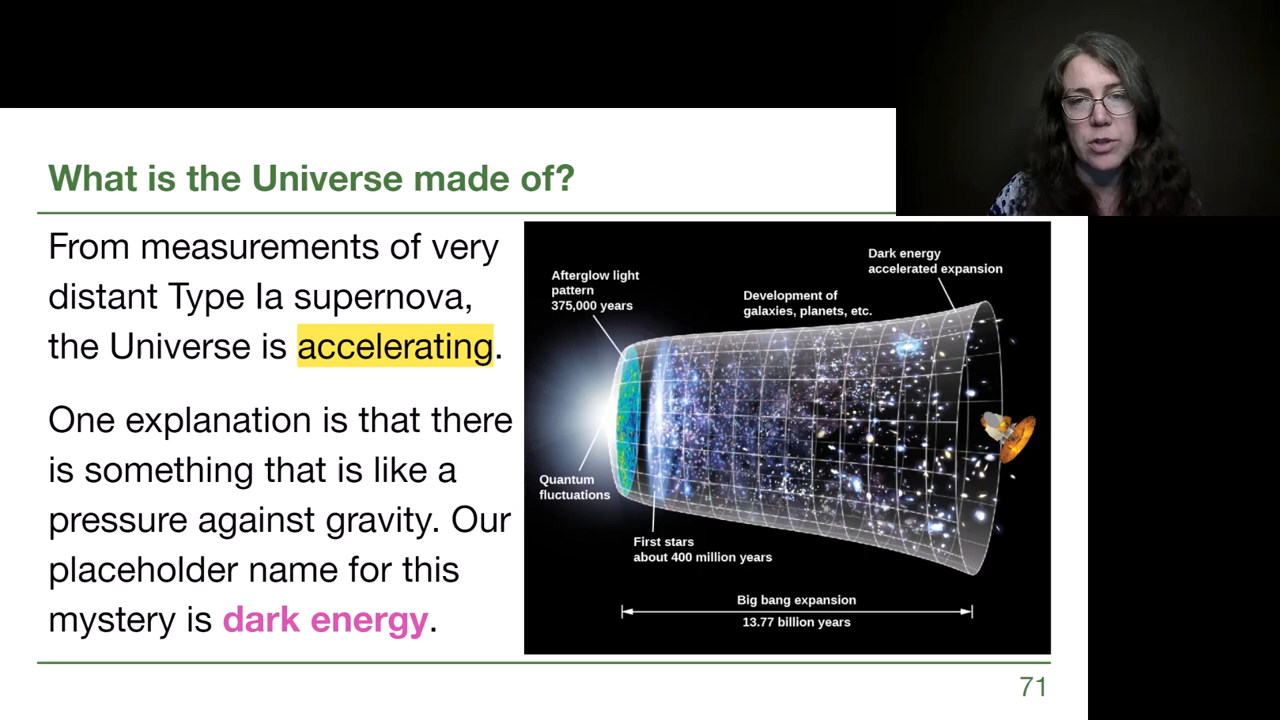 What is the Universe made of?
From measurements of very
distant Type Ia supernova,
the Universe is accelerating.
One explanation is that there
is something that is like a
pressure against gravity. Our
placeholder name for this
mystery is dark energy.
Dark energy
accelerated expansion
Afterglow light
pattern
375,000 years
Development of
galaxies, planets, etc.
Quantum
fluctuations
First stars
about 400 million years
Big bang expansion
13.77 billion years
71